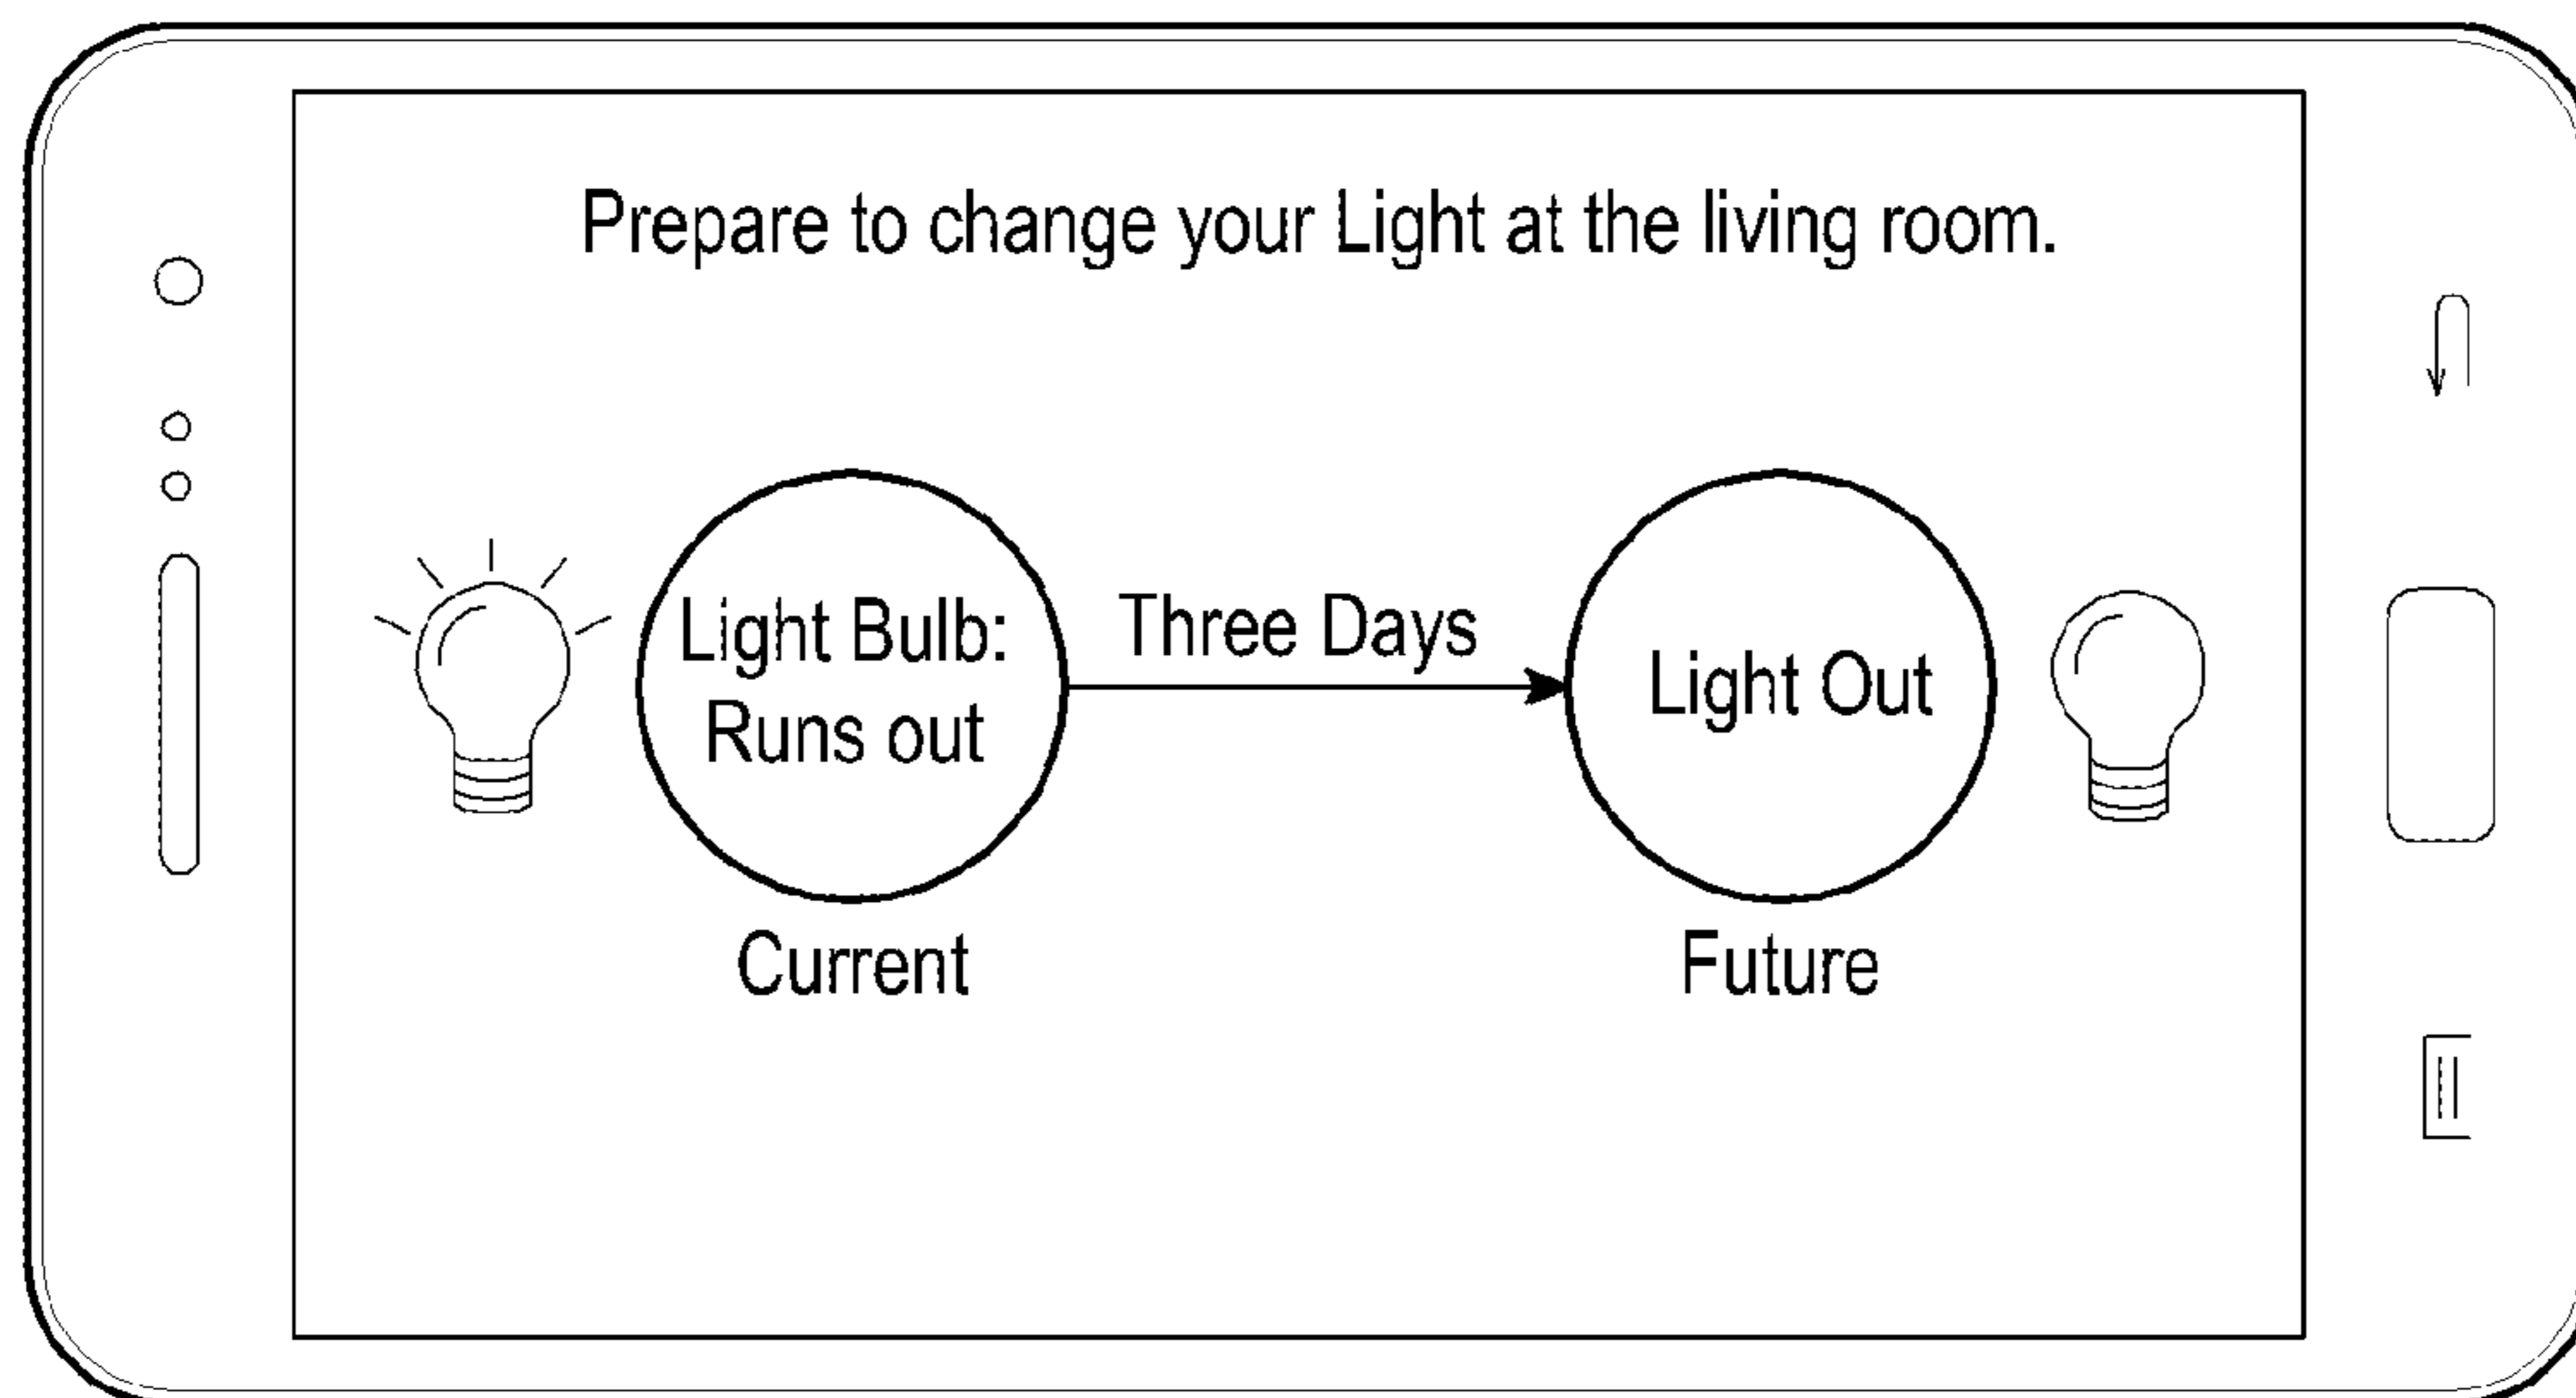 Prepare to change your Light at the living room.
Light Bulb:
Runs out
Three Days
Light Out
Current
Future